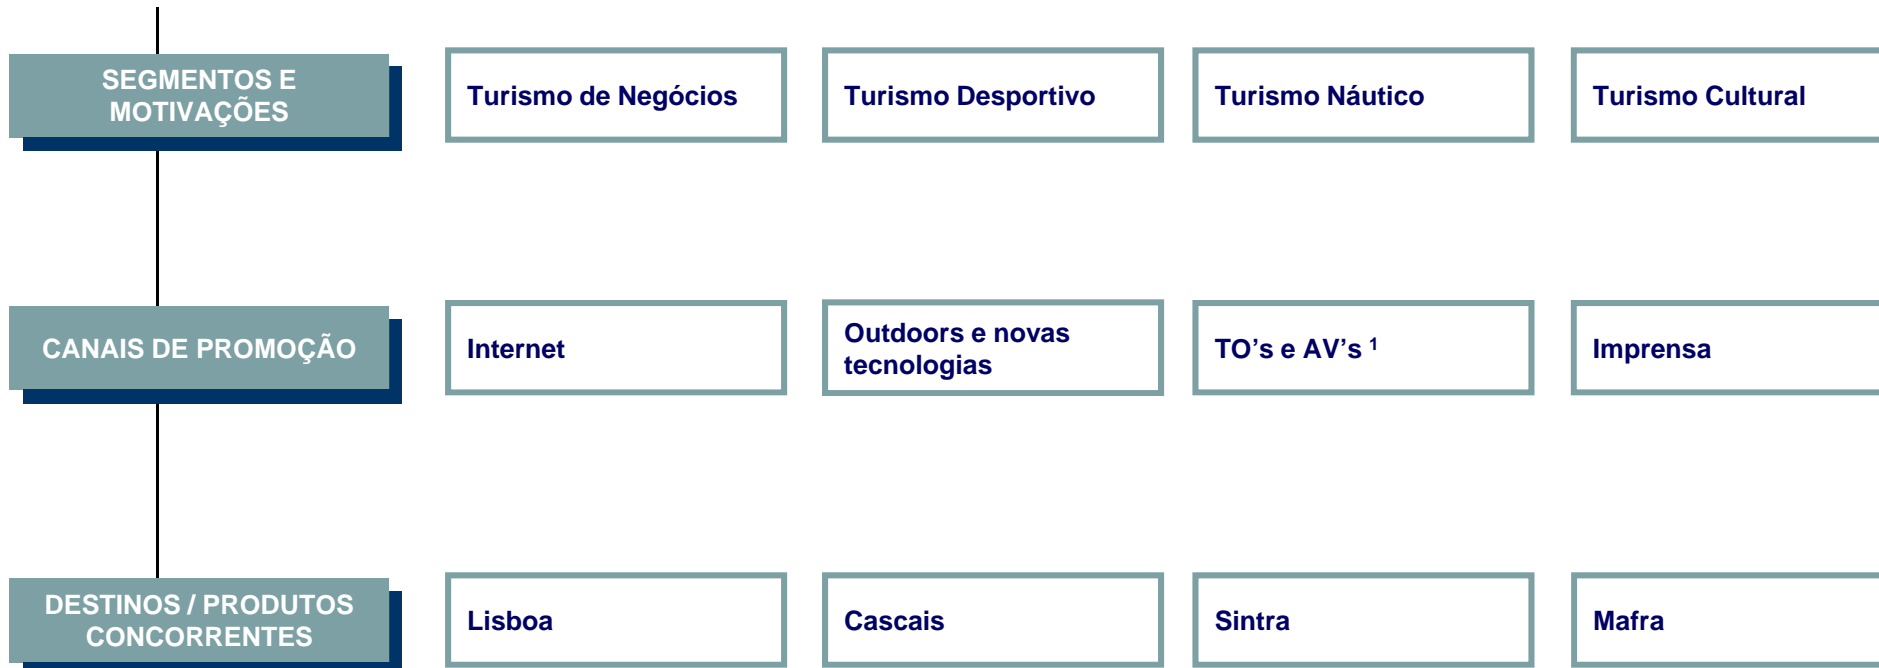 SEGMENTOS E
MOTIVAÇÕES
Turismo de Negócios
Turismo Desportivo
Turismo Náutico
Turismo Cultural
CANAIS DE PROMOÇÃO
Internet
Outdoors e novas
tecnologias
TO’s e AV’s ¹
Imprensa
DESTINOS / PRODUTOS
CONCORRENTES
Lisboa
Cascais
Sintra
Mafra